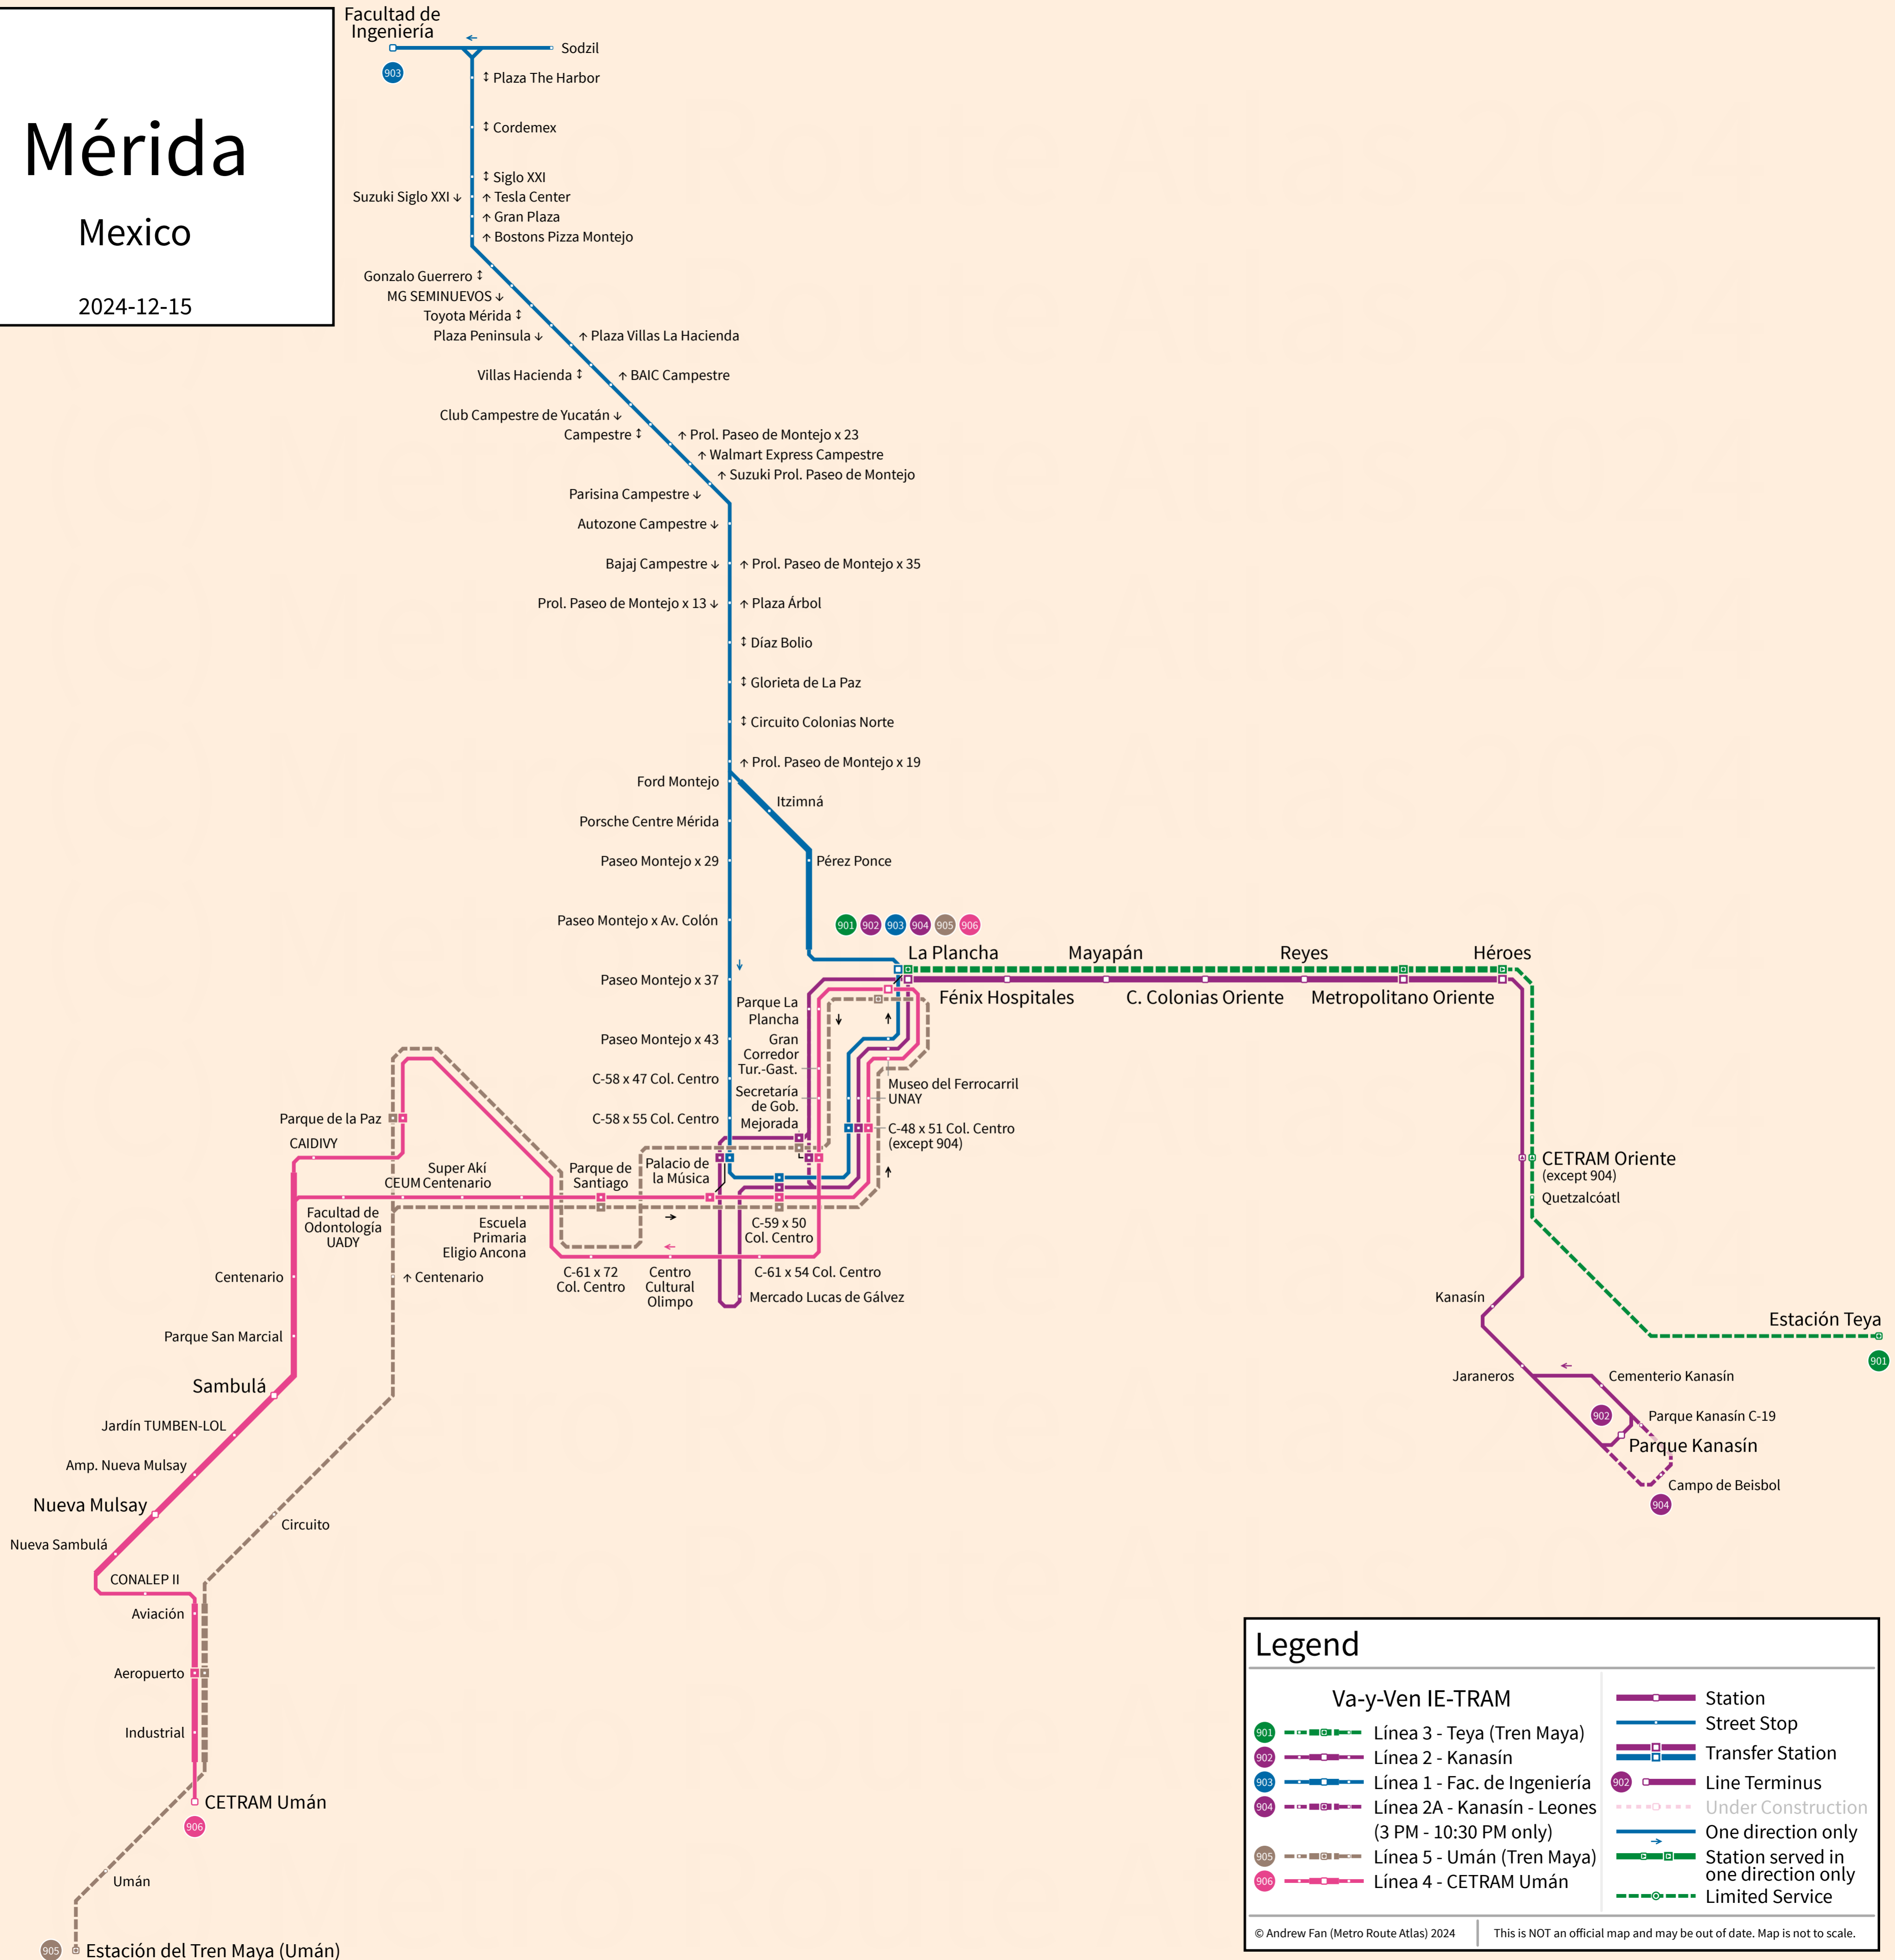 Mérida
Mexico
2024-12-15
Facultad de
Ingeniería
←
Sodzil
903
↕ Plaza The Harbor
↕ Cordemex
↕ Siglo XXI
Suzuki Siglo XXI ↓
↑ Tesla Center
↑ Gran Plaza
↑ Bostons Pizza Montejo
Gonzalo Guerrero ↕
MG SEMINUEVOS ↓
Toyota Mérida ↕
Plaza Peninsula ↓
↑ Plaza Villas La Hacienda
Villas Hacienda ↕
↑ BAIC Campestre
Club Campestre de Yucatán ↓
Campestre ↕
↑ Prol. Paseo de Montejo x 23
↑ Walmart Express Campestre
↑ Suzuki Prol. Paseo de Montejo
Parisina Campestre ↓
Autozone Campestre ↓
Bajaj Campestre ↓
↑ Prol. Paseo de Montejo x 35
Prol. Paseo de Montejo x 13 ↓
↑ Plaza Árbol
↕ Díaz Bolio
↕ Glorieta de La Paz
↕ Circuito Colonias Norte
↑ Prol. Paseo de Montejo x 19
Ford Montejo
Itzimná
Porsche Centre Mérida
Paseo Montejo x 29
Pérez Ponce
Paseo Montejo x Av. Colón
901 902 903 904 905 906
La Plancha
Mayapán
Reyes
Héroes
Paseo Montejo x 37
Fénix Hospitales
C. Colonias Oriente
Metropolitano Oriente
Parque La
Plancha
Paseo Montejo x 43
Gran
Corredor
Tur.-Gast.
C-58 x 47 Col. Centro
Museo del Ferrocarril
UNAY
Secretaría
de Gob.
C-58 x 55 Col. Centro
Mejorada
C-48 x 51 Col. Centro
(except 904)
Parque de la Paz
CAIDIVY
Super Akí
CEUM
Centenario
Parque de
Santiago
Palacio de
la Música
CETRAM Oriente
(except 904)
Quetzalcóatl
Facultad de
Odontología
UADY
Escuela
Primaria
Eligio Ancona
C-59 x 50
Col. Centro
Centenario
↑ Centenario
C-61 x 72
Col. Centro
Centro
Cultural
Olimpo
C-61 x 54 Col. Centro
Mercado Lucas de Gálvez
Kanasín
Estación Teya
901
Parque San Marcial
Jaraneros
Cementerio Kanasín
Sambulá
902
Parque Kanasín C-19
Jardín TUMBEN-LOL
Parque Kanasín
Amp. Nueva Mulsay
Campo de Beisbol
904
Nueva Mulsay
Circuito
Nueva Sambulá
CONALEP II
Aviación
Aeropuerto
Industrial
CETRAM Umán
906
Umán
905
Estación del Tren Maya (Umán)
Legend
Va-y-Ven IE-TRAM
901 Línea 3 - Teya (Tren Maya)
902 Línea 2 - Kanasín
903 Línea 1 - Fac. de Ingeniería
904 Línea 2A - Kanasín - Leones
(3 PM - 10:30 PM only)
905 Línea 5 - Umán (Tren Maya)
906 Línea 4 - CETRAM Umán
Station
Street Stop
Transfer Station
902 Line Terminus
Under Construction
One direction only
Station served in
one direction only
Limited Service
© Andrew Fan (Metro Route Atlas) 2024
This is NOT an official map and may be out of date. Map is not to scale.